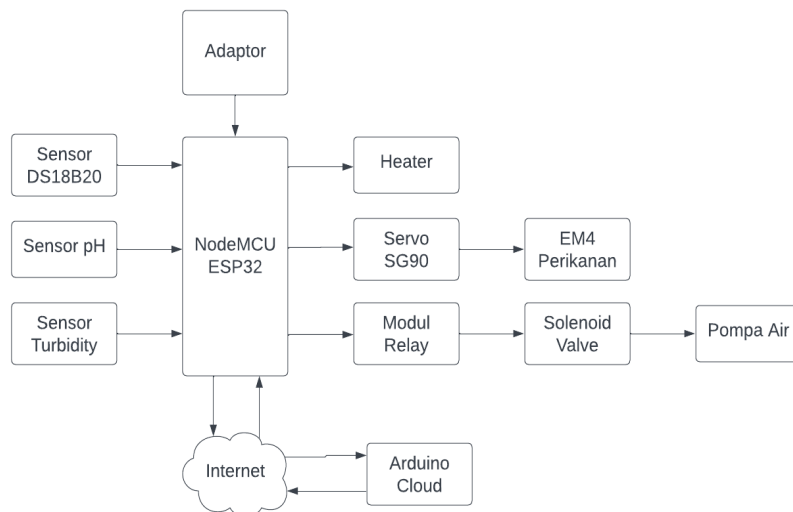 Adaptor
Sensor
DS18B20
Heater
Sensor pH
NodeMCU
ESP32
Servo
SG90
EM4
Perikanan
Sensor
Turbidity
Modul
Relay
Solenoid
Valve
Pompa Air
Internet
Arduino
Cloud